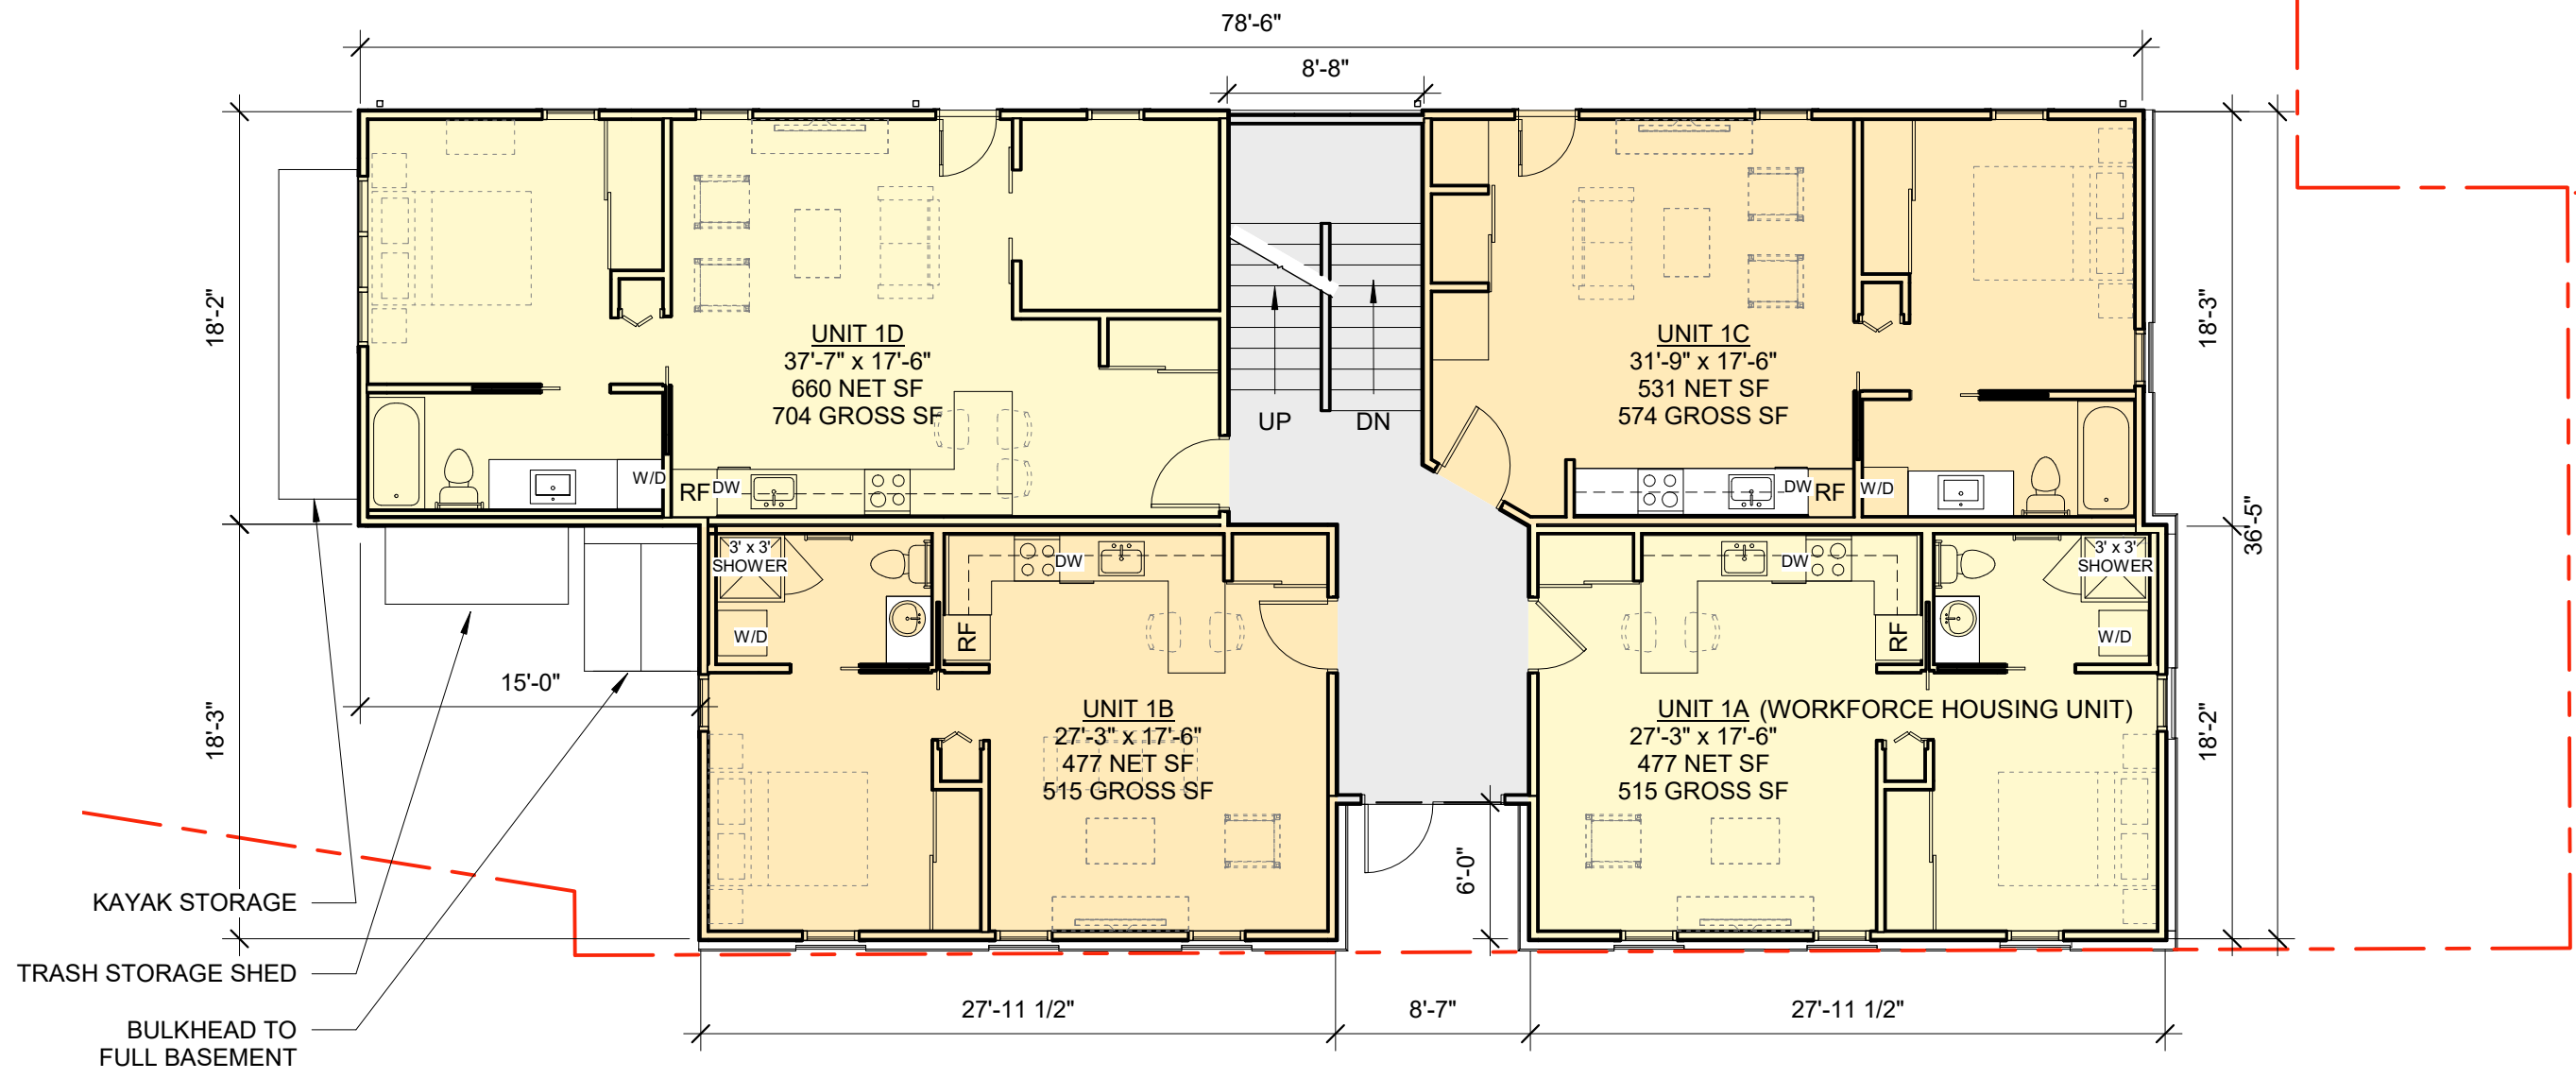 78'-6"
8'-8"
18'-2"
18'-3"
36'-5"
UNIT 1D
37'-7" x 17'-6"
660 NET SF
704 GROSS SF
UNIT 1C
31'-9" x 17'-6"
531 NET SF
574 GROSS SF
UP
DN
W/D
RF
DW
DW
RF
W/D
3' x 3'
SHOWER
DW
W/D
RF
DW
RF
3' x 3'
SHOWER
W/D
15'-0"
18'-3"
UNIT 1B
27'-3" x 17'-6"
477 NET SF
515 GROSS SF
UNIT 1A (WORKFORCE HOUSING UNIT)
27'-3" x 17'-6"
477 NET SF
515 GROSS SF
18'-2"
6'-0"
KAYAK STORAGE
TRASH STORAGE SHED
BULKHEAD TO
FULL BASEMENT
27'-11 1/2"
8'-7"
27'-11 1/2"